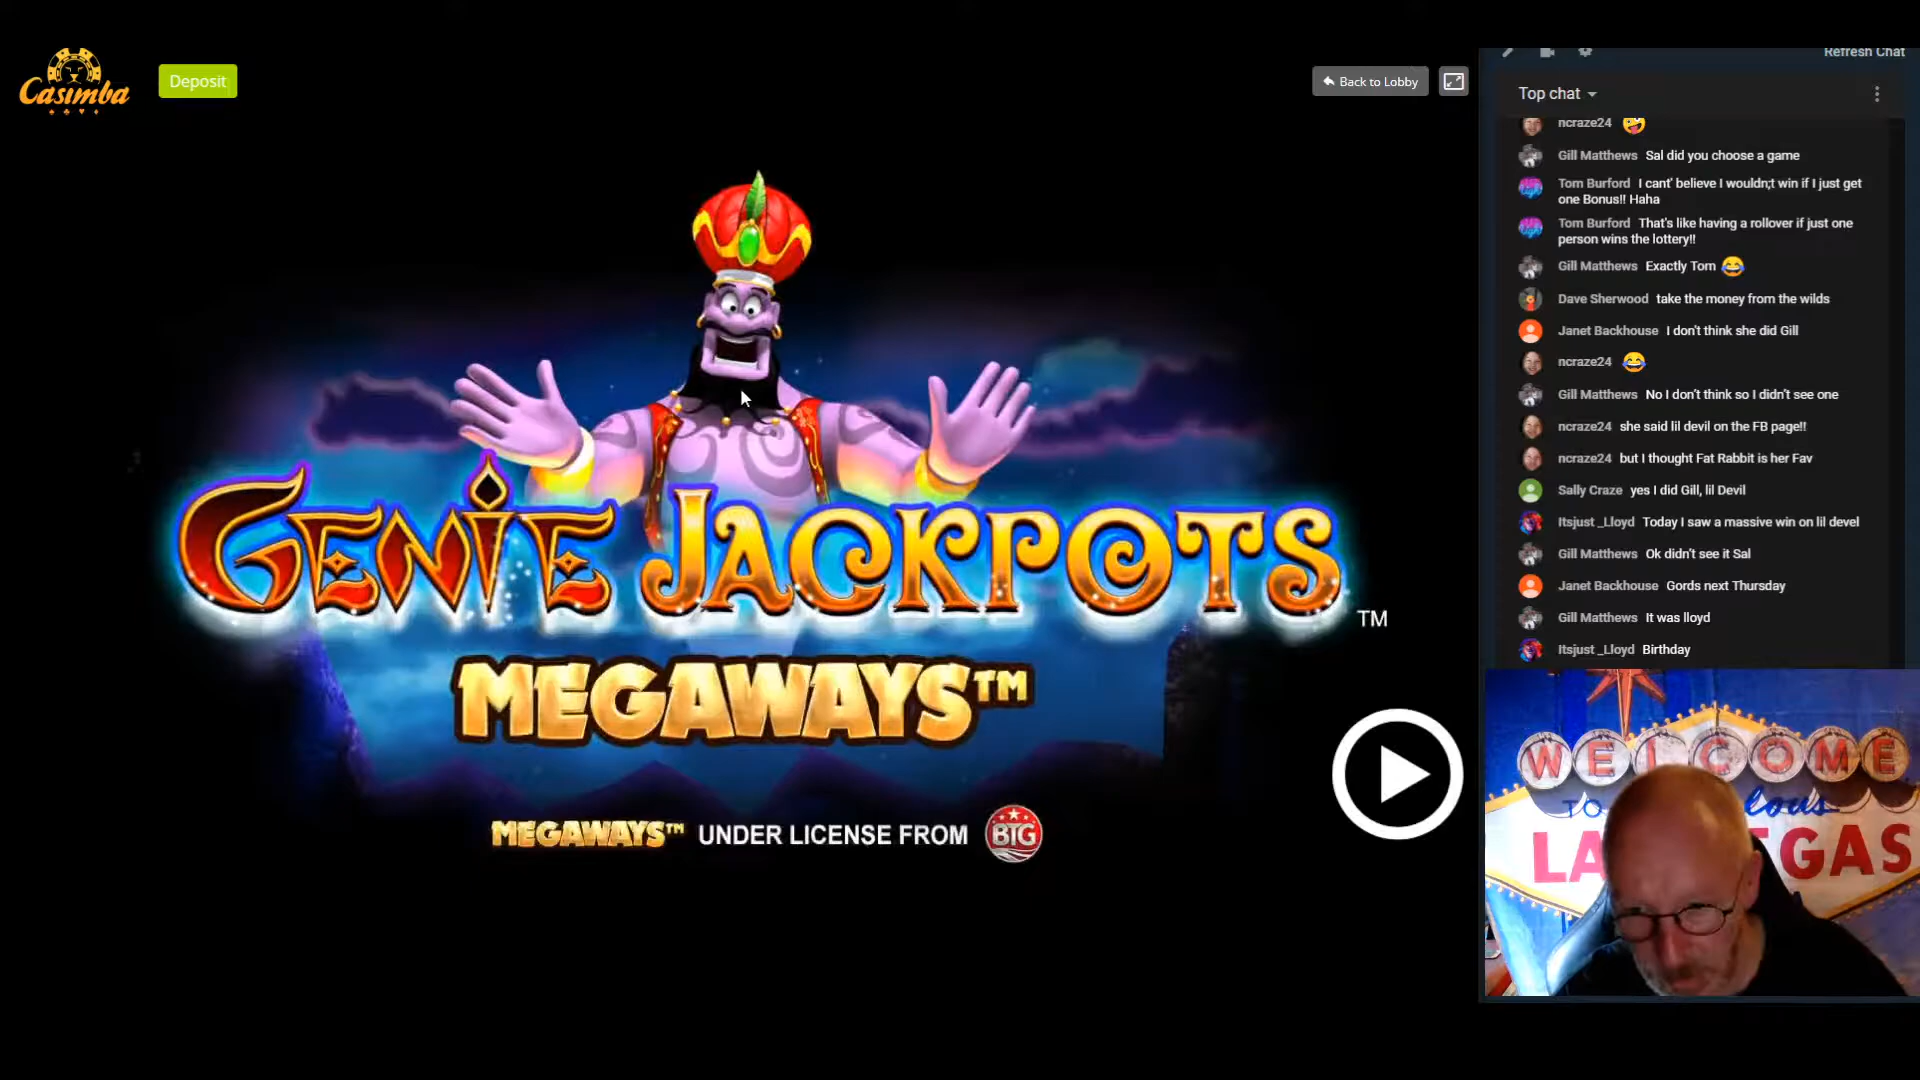 Casimba
Deposit
Back to Lobby
GENIE JACKPOTS™
MEGAWAYS™
MEGAWAYS™ UNDER LICENSE FROM BTG
Refresh Chat
Top chat
ncraze24
Gill Matthews Sal did you choose a game
Tom Burford I cant' believe I wouldn;t win if I just get
one Bonus!! Haha
Tom Burford That's like having a rollover if just one
person wins the lottery!!
Gill Matthews Exactly Tom 😂
Dave Sherwood take the money from the wilds
Janet Backhouse I don't think she did Gill
ncraze24 😂
Gill Matthews No I don't think so I didn't see one
ncraze24 she said lil devil on the FB page!!
ncraze24 but I thought Fat Rabbit is her Fav
Sally Craze yes I did Gill, lil Devil
Itsjust _Lloyd Today I saw a massive win on lil devel
Gill Matthews Ok didn't see it Sal
Janet Backhouse Gords next Thursday
Gill Matthews It was lloyd
Itsjust _Lloyd Birthday
WELCOME
TO
GAS